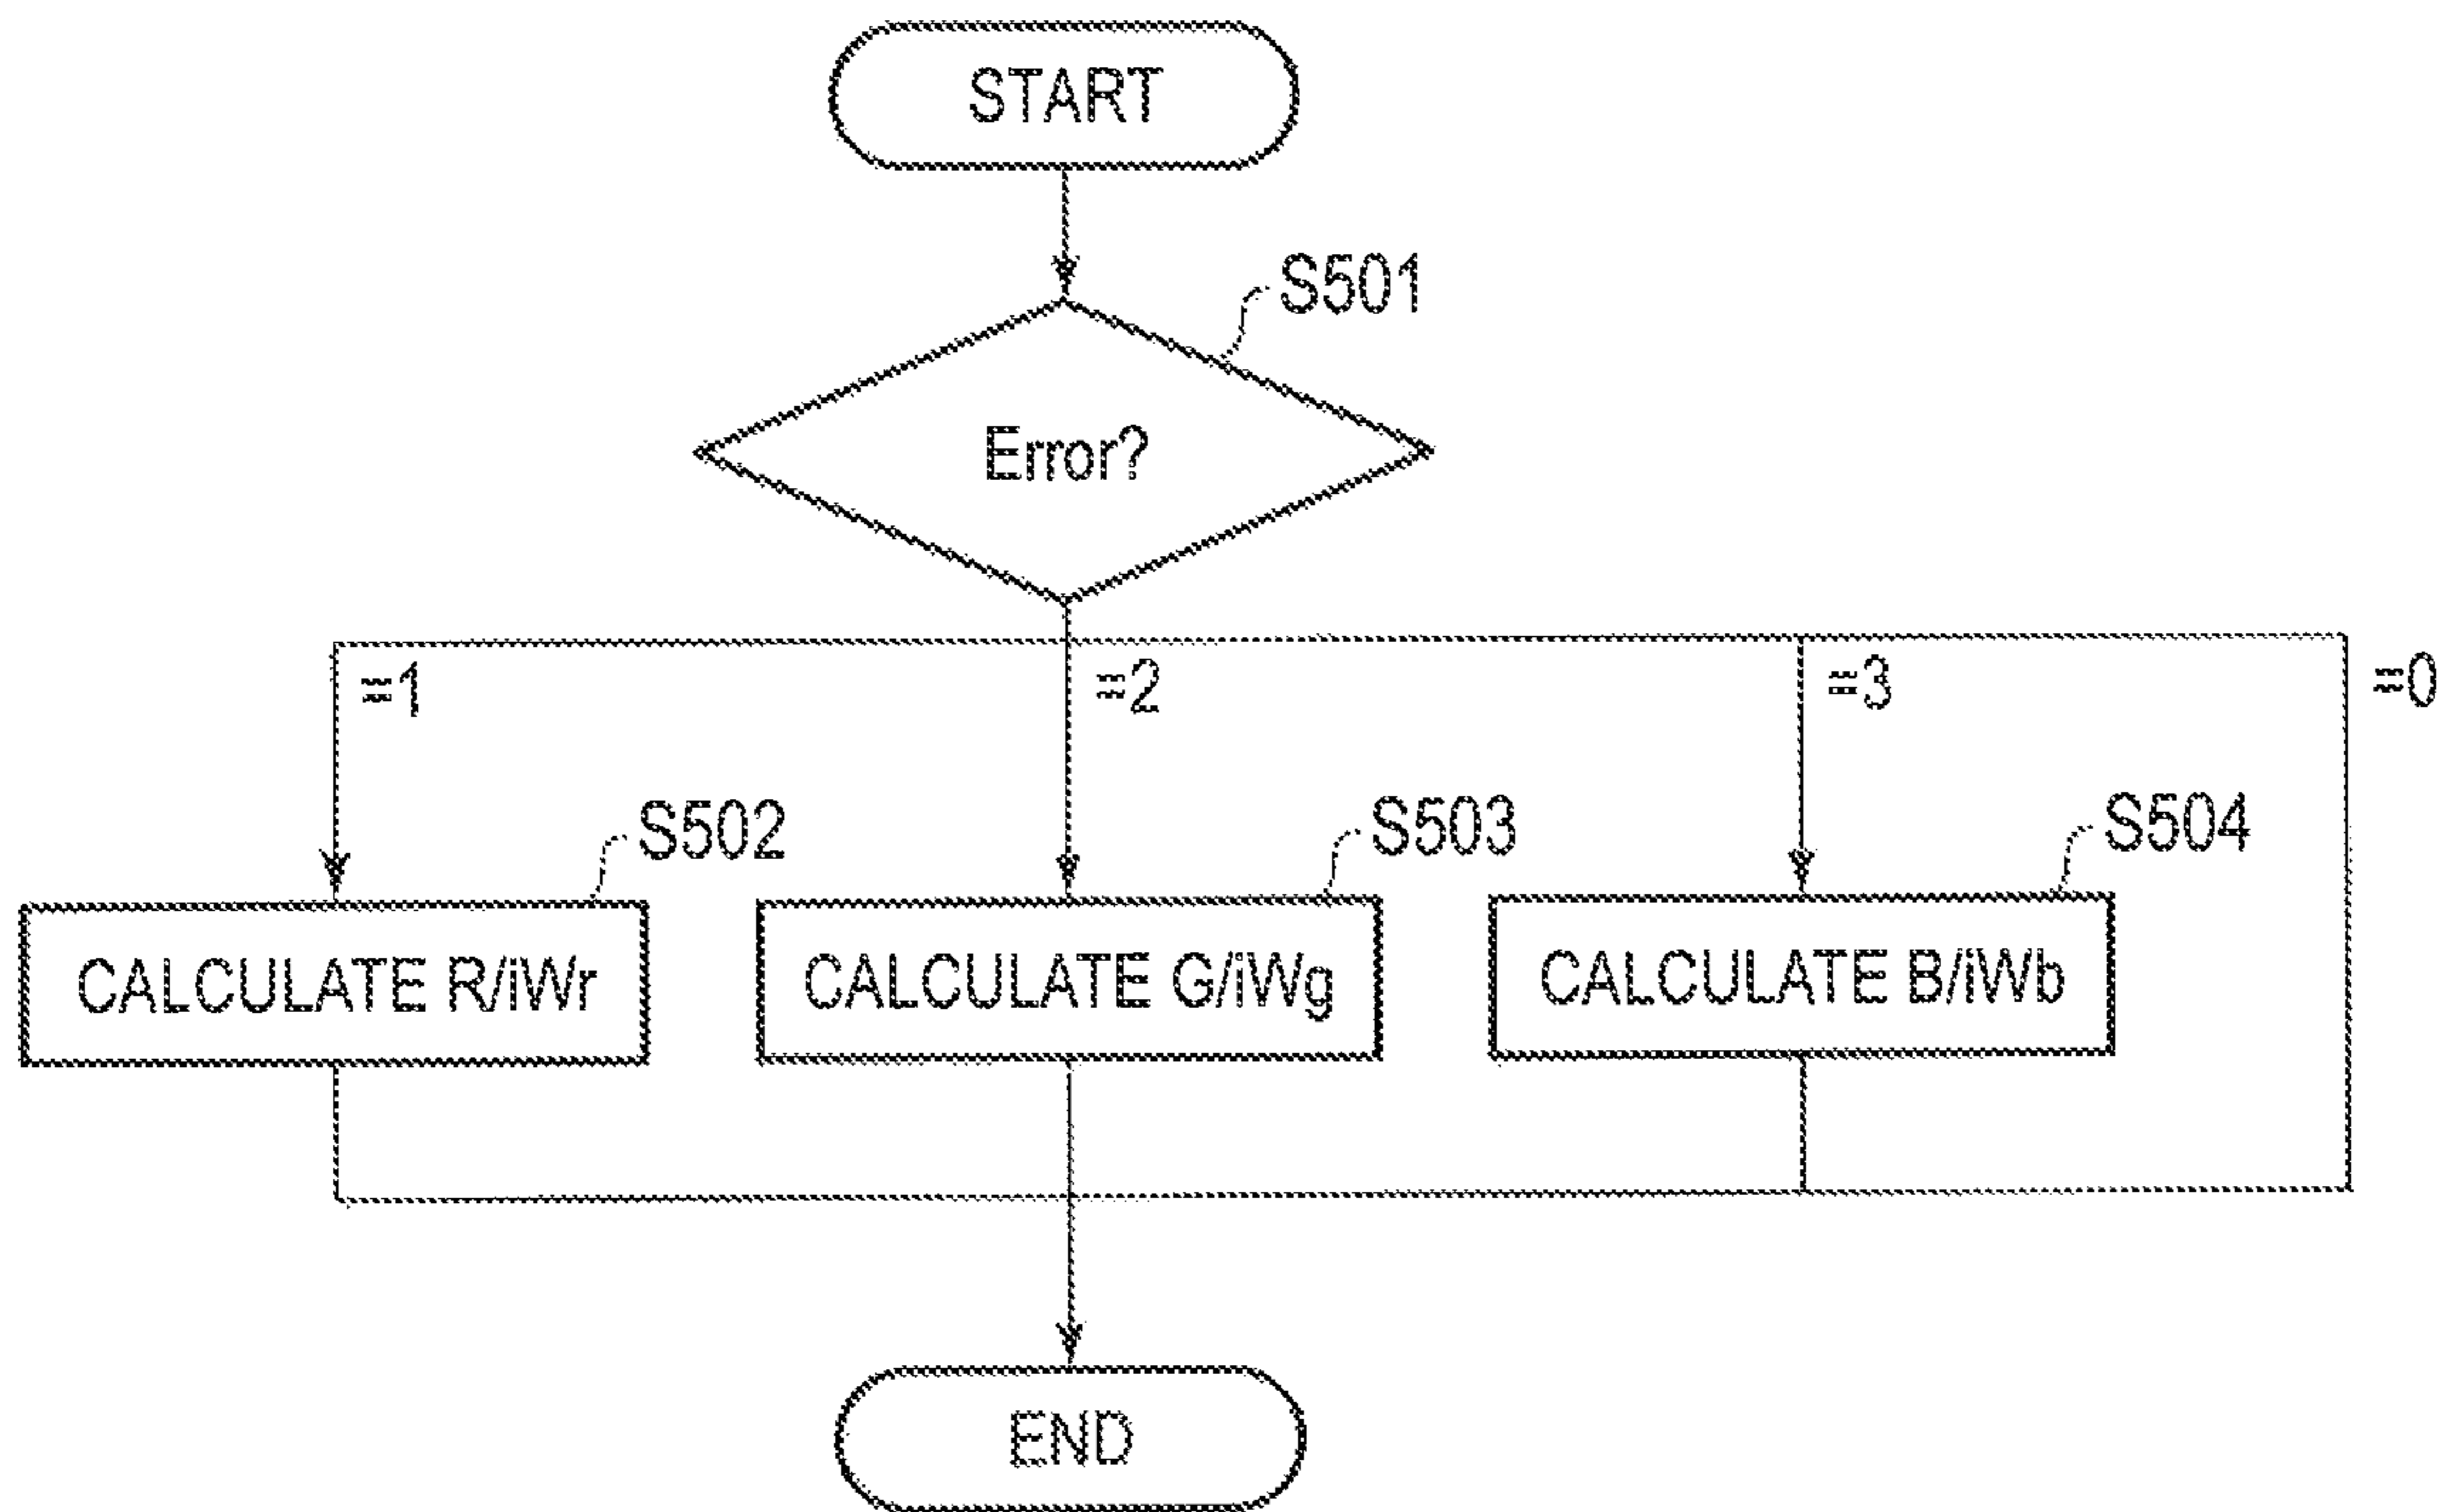 START
S501
Error?
=1
=2
=3
=0
S502
S503
S504
CALCULATE R/iWr
CALCULATE G/iWg
CALCULATE B/iWb
END